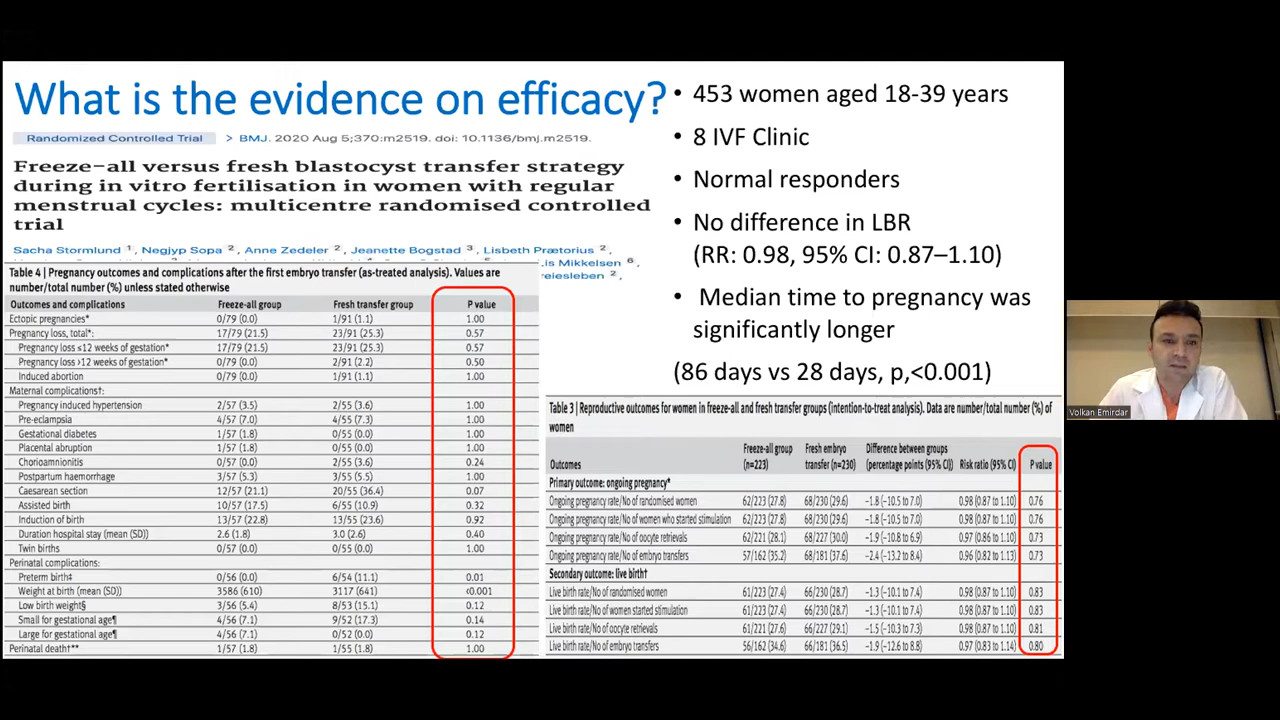 What is the evidence on efficacy?
Randomized Controlled Trial > BMJ. 2020 Aug 5;370:m2519. doi: 10.1136/bmj.m2519.
Freeze-all versus fresh blastocyst transfer strategy
during in vitro fertilisation in women with regular
menstrual cycles: multicentre randomised controlled
trial
Sacha Stormlund 1, Negjyp Sopa 2, Anne Zedeler 2, Jeanette Bogstad 3, Lisbeth Prætorius 2,
Lis Mikkelsen 6,
reiesleben 2,
• 453 women aged 18-39 years
• 8 IVF Clinic
• Normal responders
• No difference in LBR
(RR: 0.98, 95% CI: 0.87–1.10)
• Median time to pregnancy was
significantly longer
(86 days vs 28 days, p,<0.001)
Table 4 | Pregnancy outcomes and complications after the first embryo transfer (as-treated analysis). Values are
number/total number (%) unless stated otherwise
Outcomes and complications Freeze-all group Fresh transfer group P value
Ectopic pregnancies* 0/79 (0.0) 1/91 (1.1) 1.00
Pregnancy loss, total*: 17/79 (21.5) 23/91 (25.3) 0.57
Pregnancy loss ≤12 weeks of gestation* 17/79 (21.5) 23/91 (25.3) 0.57
Pregnancy loss >12 weeks of gestation* 0/79 (0.0) 2/91 (2.2) 0.50
Induced abortion 0/79 (0.0) 1/91 (1.1) 1.00
Maternal complications†:
Pregnancy induced hypertension 2/57 (3.5) 2/55 (3.6) 1.00
Pre-eclampsia 4/57 (7.0) 4/55 (7.3) 1.00
Gestational diabetes 1/57 (1.8) 0/55 (0.0) 1.00
Placental abruption 1/57 (1.8) 0/55 (0.0) 1.00
Chorioamnionitis 0/57 (0.0) 2/55 (3.6) 0.24
Postpartum haemorrhage 3/57 (5.3) 3/55 (5.5) 1.00
Caesarean section 12/57 (21.1) 20/55 (36.4) 0.07
Assisted birth 10/57 (17.5) 6/55 (10.9) 0.32
Induction of birth 13/57 (22.8) 13/55 (23.6) 0.92
Duration hospital stay (mean (SD)) 2.6 (1.8) 3.0 (2.6) 0.40
Twin births 0/57 (0.0) 0/55 (0.0) 1.00
Perinatal complications:
Preterm birth‡ 0/56 (0.0) 6/54 (11.1) 0.01
Weight at birth (mean (SD)) 3586 (610) 3117 (641) <0.001
Low birth weight§ 3/56 (5.4) 8/53 (15.1) 0.12
Small for gestational age¶ 4/56 (7.1) 9/52 (17.3) 0.14
Large for gestational age¶ 4/56 (7.1) 0/52 (0.0) 0.12
Perinatal death†** 1/57 (1.8) 1/55 (1.8) 1.00
Table 3 | Reproductive outcomes for women in freeze-all and fresh transfer groups (intention-to-treat analysis). Data are number/total number (%) of
women
Outcomes Freeze-all group (n=223) Fresh embryo transfer (n=230) Difference between groups (percentage points (95% CI)) Risk ratio (95% CI) P value
Primary outcome: ongoing pregnancy*
Ongoing pregnancy rate/No of randomised women 62/223 (27.8) 68/230 (29.6) −1.8 (−10.5 to 7.0) 0.98 (0.87 to 1.10) 0.76
Ongoing pregnancy rate/No of women who started stimulation 62/223 (27.8) 68/230 (29.6) −1.8 (−10.5 to 7.0) 0.98 (0.87 to 1.10) 0.76
Ongoing pregnancy rate/No of oocyte retrievals 62/221 (28.1) 68/227 (30.0) −1.9 (−10.8 to 6.9) 0.97 (0.86 to 1.10) 0.73
Ongoing pregnancy rate/No of embryo transfers 57/162 (35.2) 68/181 (37.6) −2.4 (−13.2 to 8.4) 0.96 (0.82 to 1.13) 0.73
Secondary outcome: live birth†
Live birth rate/No of randomised women 61/223 (27.4) 66/230 (28.7) −1.3 (−10.1 to 7.4) 0.98 (0.87 to 1.10) 0.83
Live birth rate/No of women started stimulation 61/223 (27.4) 66/230 (28.7) −1.3 (−10.1 to 7.4) 0.98 (0.87 to 1.10) 0.83
Live birth rate/No of oocyte retrievals 61/221 (27.6) 66/227 (29.1) −1.5 (−10.3 to 7.3) 0.98 (0.87 to 1.10) 0.81
Live birth rate/No of embryo transfers 56/162 (34.6) 66/181 (36.5) −1.9 (−12.6 to 8.8) 0.97 (0.83 to 1.14) 0.80
Volkan Emirdar